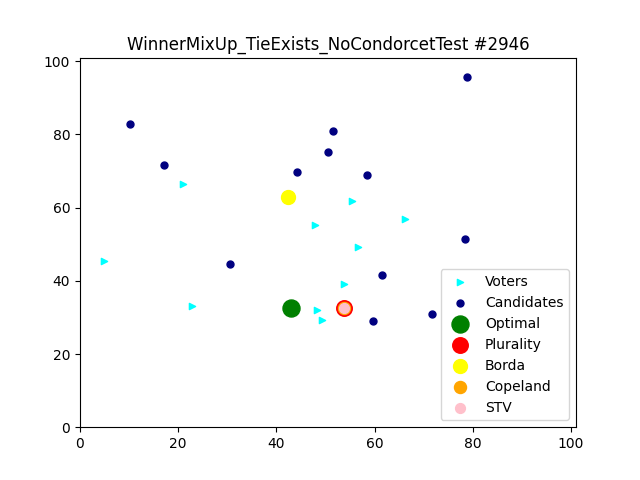 WinnerMixUp_TieExists_NoCondorcetTest #2946
100
80
60
40
20
0
0 20 40 60 80 100
Voters
Candidates
Optimal
Plurality
Borda
Copeland
STV